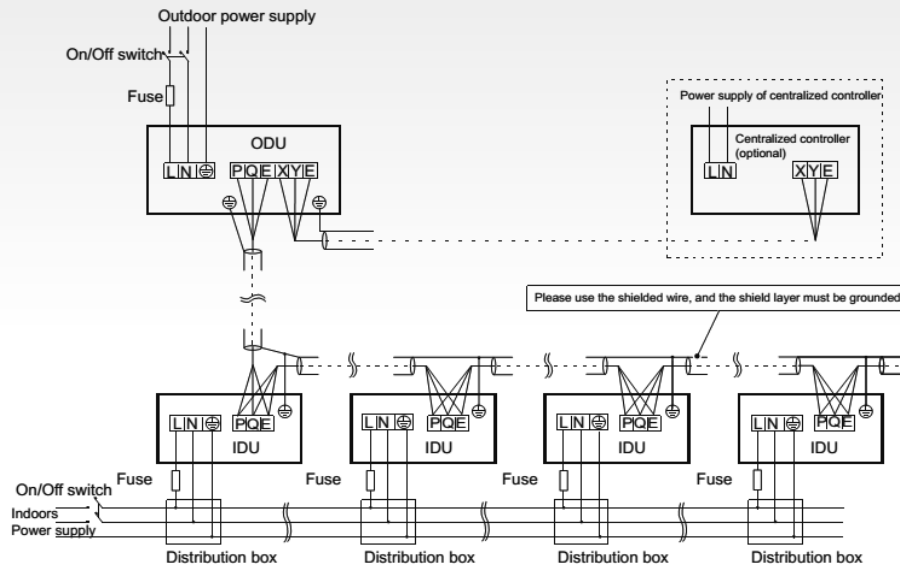 Outdoor power supply
On/Off switch
Fuse
ODU
L N
P Q E X Y E
Power supply of centralized controller
Centralized controller
(optional)
L N
X Y E
Please use the shielded wire, and the shield layer must be grounded
L N
P Q E
IDU
L N
P Q E
IDU
L N
P Q E
IDU
L N
P Q E
IDU
Fuse
Fuse
Fuse
Fuse
On/Off switch
Indoors
Power supply
Distribution box
Distribution box
Distribution box
Distribution box